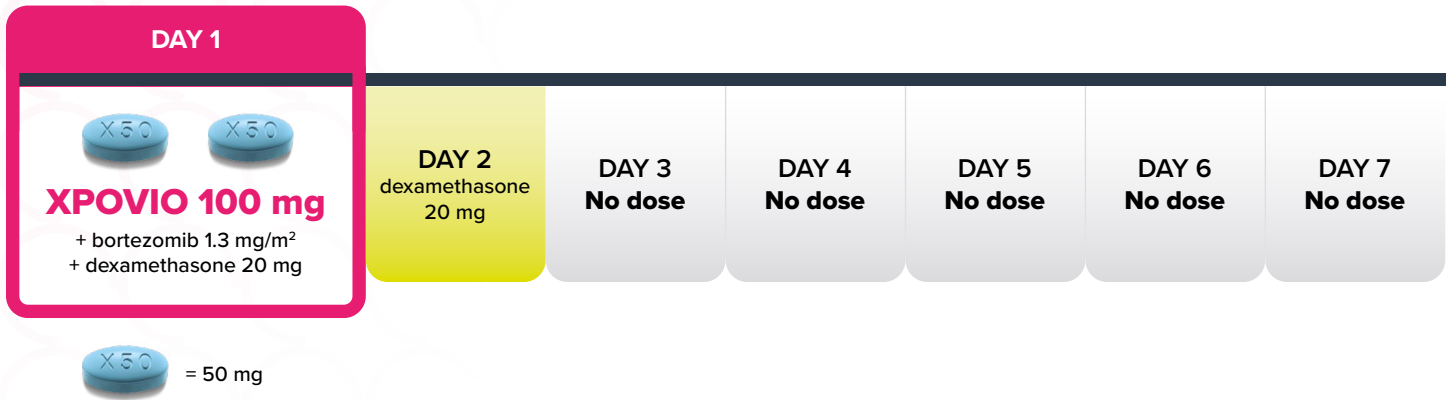 DAY 1
X50 X50
XPOVIO 100 mg
+ bortezomib 1.3 mg/m²
+ dexamethasone 20 mg
DAY 2
dexamethasone
20 mg
DAY 3
No dose
DAY 4
No dose
DAY 5
No dose
DAY 6
No dose
DAY 7
No dose
X50 = 50 mg